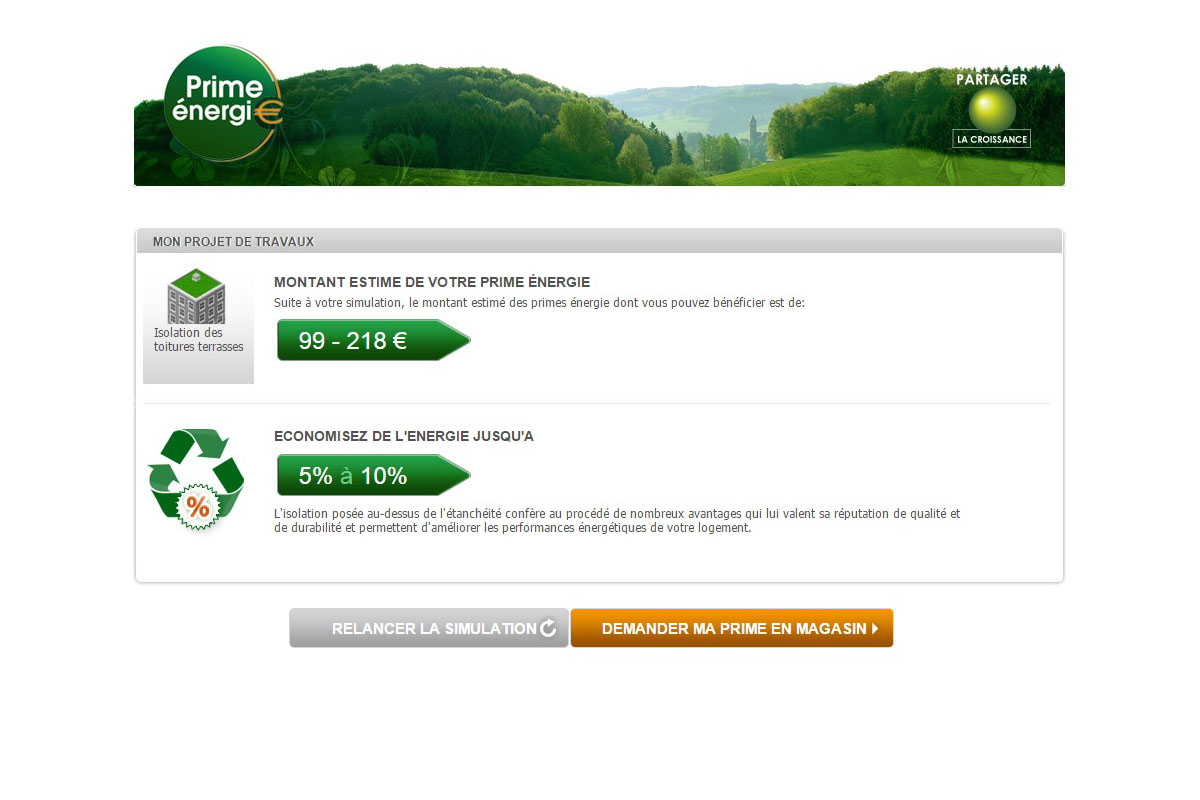 Prime
énergi€
PARTAGER
LA CROISSANCE
MON PROJET DE TRAVAUX
Isolation des
toitures terrasses
MONTANT ESTIME DE VOTRE PRIME ÉNERGIE
Suite à votre simulation, le montant estimé des primes énergie dont vous pouvez bénéficier est de:
99 - 218 €
%
ECONOMISEZ DE L'ENERGIE JUSQU'A
5% à 10%
L'isolation posée au-dessus de l'étanchéité confère au procédé de nombreux avantages qui lui valent sa réputation de qualité et
de durabilité et permettent d'améliorer les performances énergétiques de votre logement.
RELANCER LA SIMULATION
DEMANDER MA PRIME EN MAGASIN